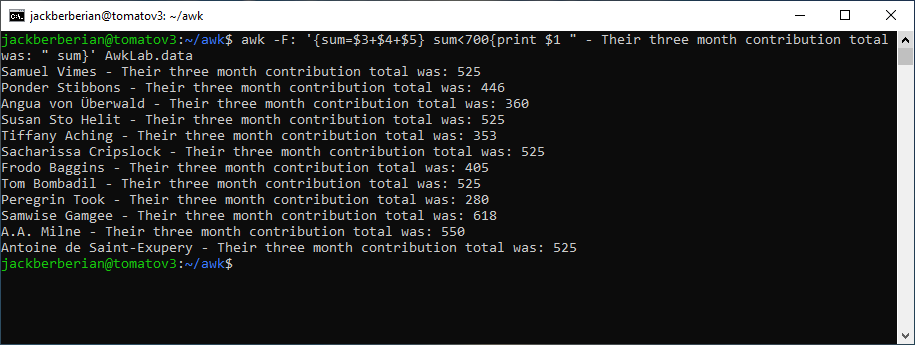 jackberberian@tomatov3: ~/awk
jackberberian@tomatov3:~/awk$ awk -F: '{sum=$3+$4+$5} sum<700{print $1 " - Their three month contribution total
was: " sum}' AwkLab.data
Samuel Vimes - Their three month contribution total was: 525
Ponder Stibbons - Their three month contribution total was: 446
Angua von Überwald - Their three month contribution total was: 360
Susan Sto Helit - Their three month contribution total was: 525
Tiffany Aching - Their three month contribution total was: 353
Sacharissa Cripslock - Their three month contribution total was: 525
Frodo Baggins - Their three month contribution total was: 405
Tom Bombadil - Their three month contribution total was: 525
Peregrin Took - Their three month contribution total was: 280
Samwise Gamgee - Their three month contribution total was: 618
A.A. Milne - Their three month contribution total was: 550
Antoine de Saint-Exupery - Their three month contribution total was: 525
jackberberian@tomatov3:~/awk$